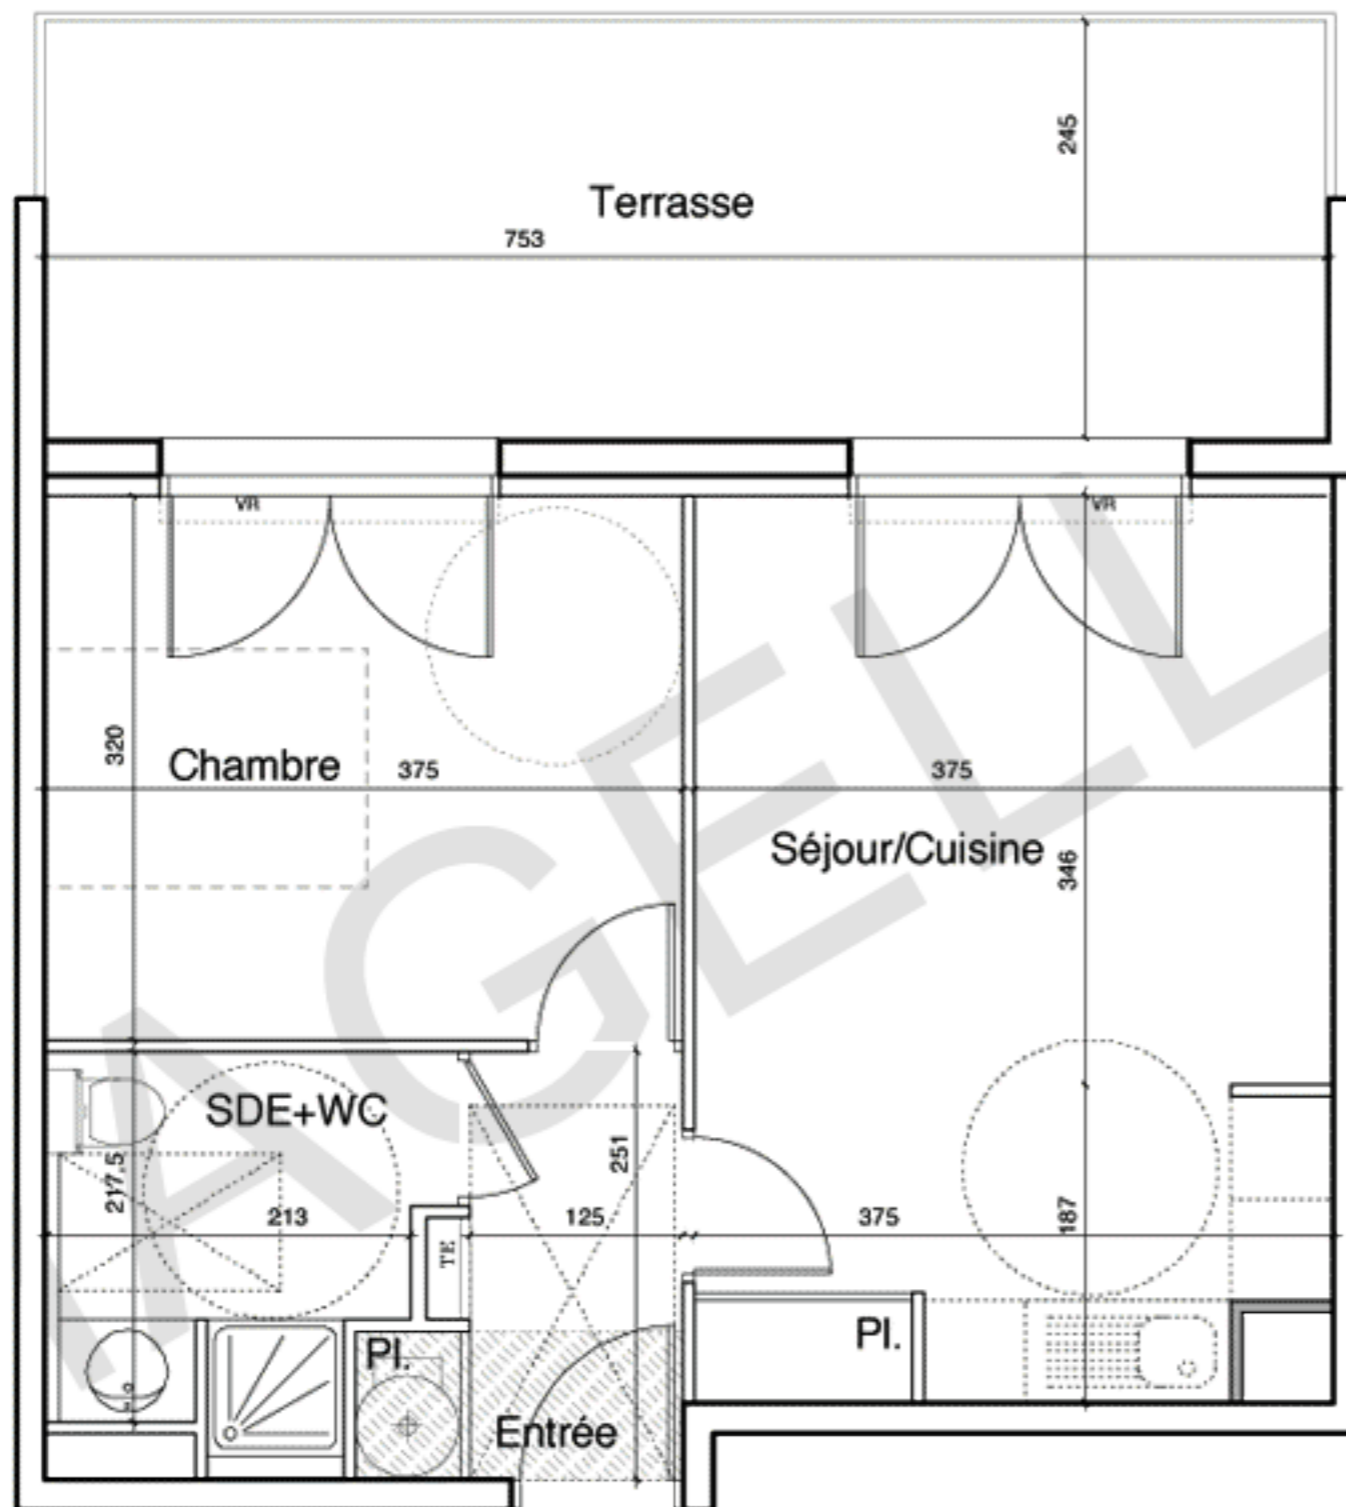 245
Terrasse
753
VR
VR
320
Chambre
375
375
Séjour/Cuisine
346
SDE+WC
217.5
213
251
125
375
187
TE
Pl.
Pl.
Entrée
AGELL